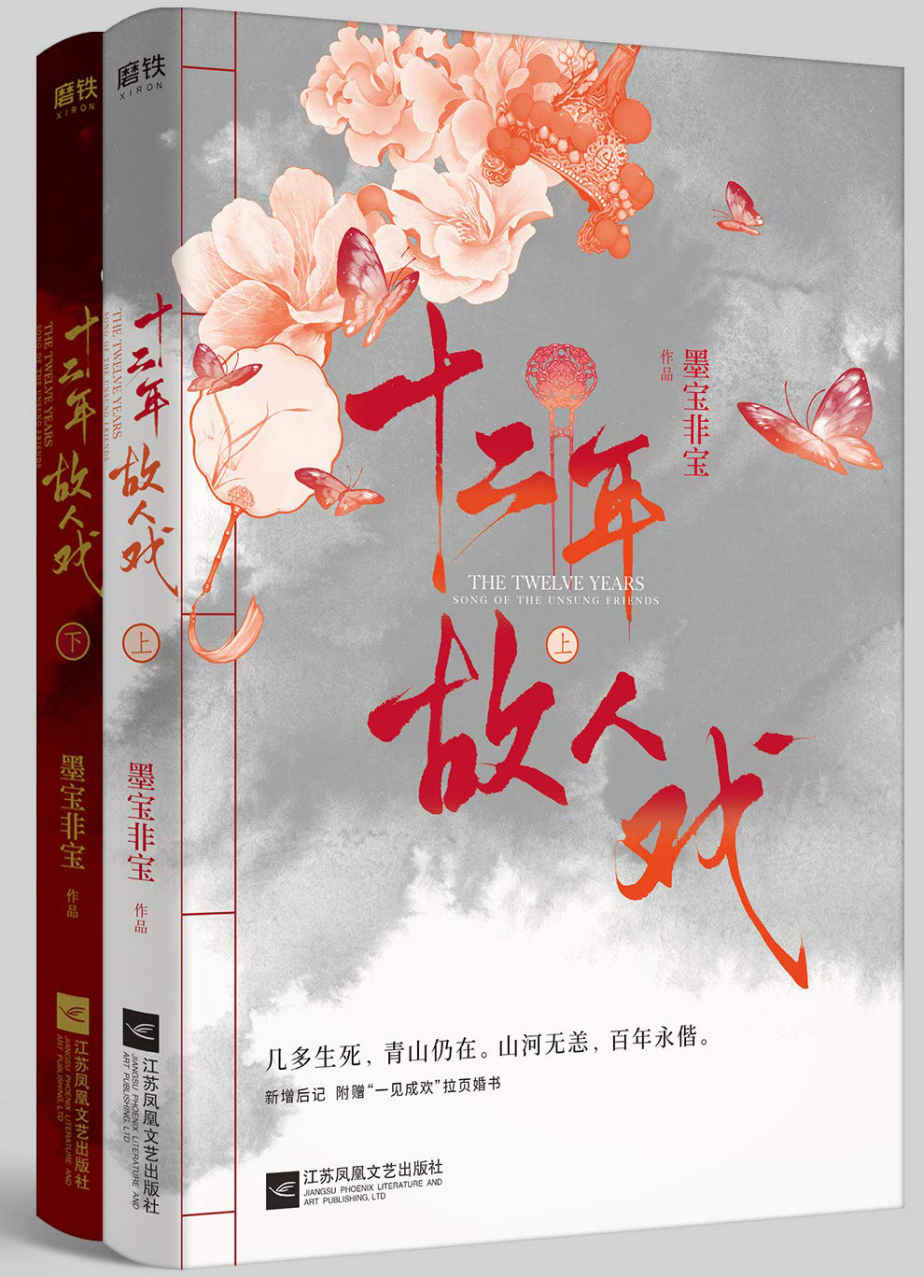 磨铁
XIRON
十二年
故人戏
THE TWELVE YEARS
SONG OF THE UNSUNG FRIENDS
下
墨宝非宝
作品
江苏凤凰文艺出版社
JIANGSU PHOENIX LITERATURE AND
ART PUBLISHING, LTD
磨铁
XIRON
十二年
故人戏
THE TWELVE YEARS
SONG OF THE UNSUNG FRIENDS
上
墨宝非宝
作品
江苏凤凰文艺出版社
JIANGSU PHOENIX LITERATURE AND
ART PUBLISHING, LTD
墨宝非宝
作品
十二年
THE TWELVE YEARS
SONG OF THE UNSUNG FRIENDS
上
故人戏
几多生死，青山仍在。山河无恙，百年永偕。
新增后记 附赠“一见成欢”拉页婚书
江苏凤凰文艺出版社
JIANGSU PHOENIX LITERATURE AND
ART PUBLISHING, LTD